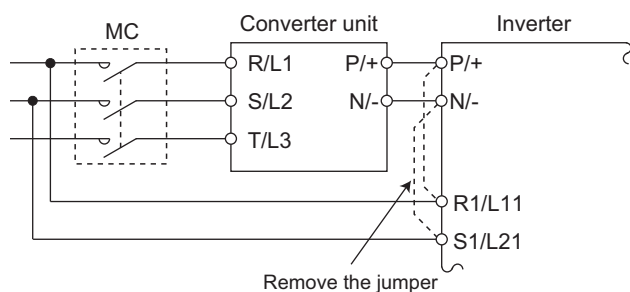 MC
Converter unit
Inverter
R/L1
P/+
P/+
S/L2
N/-
N/-
T/L3
R1/L11
S1/L21
Remove the jumper